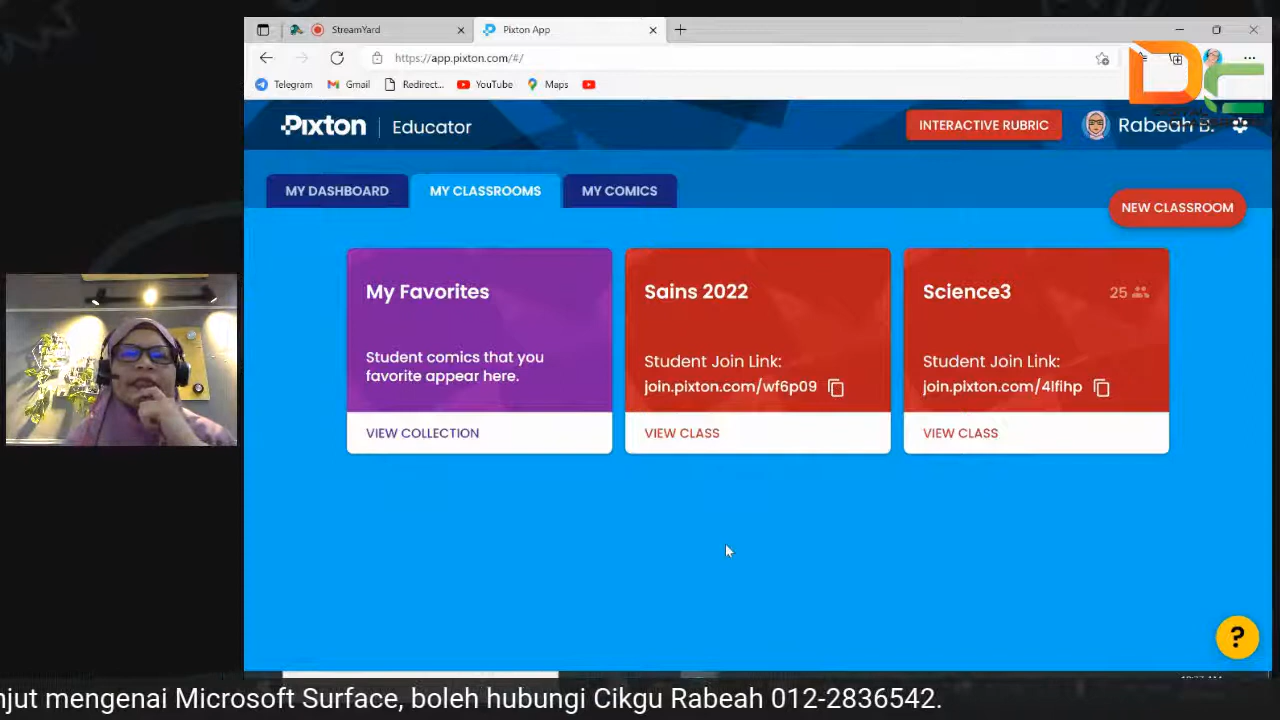 StreamYard
Pixton App
https://app.pixton.com/#/
Telegram Gmail Redirect... YouTube Maps
Pixton Educator
INTERACTIVE RUBRIC
Rabeah B.
MY DASHBOARD MY CLASSROOMS MY COMICS
NEW CLASSROOM
My Favorites
Student comics that you
favorite appear here.
VIEW COLLECTION
Sains 2022
Student Join Link:
join.pixton.com/wf6p09
VIEW CLASS
Science3
25
Student Join Link:
join.pixton.com/4lfihp
VIEW CLASS
?
njut mengenai Microsoft Surface, boleh hubungi Cikgu Rabeah 012-2836542.